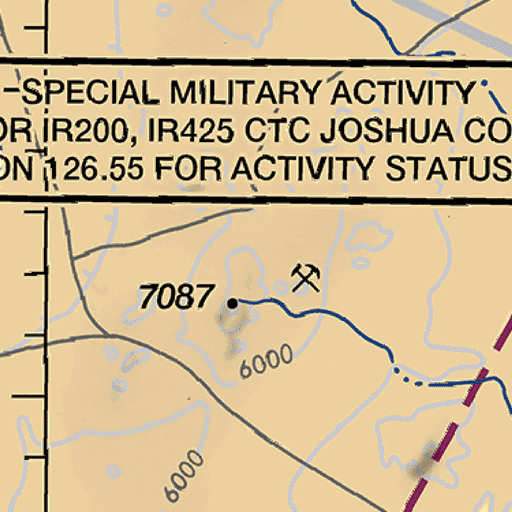 -SPECIAL MILITARY ACTIVITY
OR IR200, IR425 CTC JOSHUA CO
ON 126.55 FOR ACTIVITY STATUS
7087
6000
6000